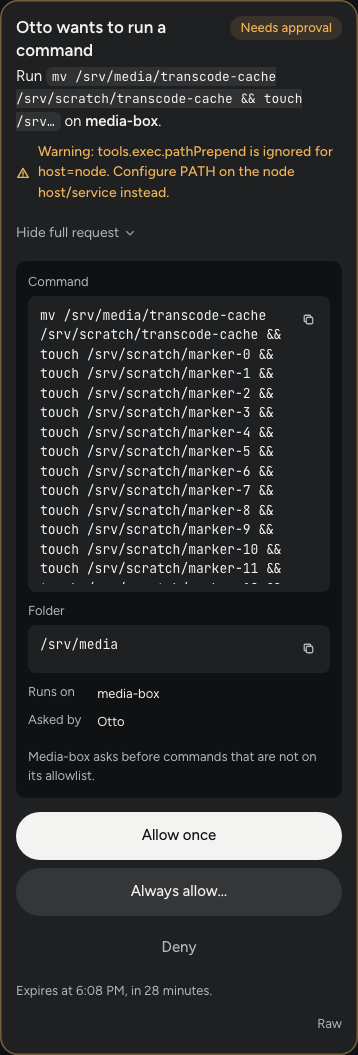 Otto wants to run a
command
Needs approval
Run mv /srv/media/transcode-cache
/srv/scratch/transcode-cache && touch
/srv… on media-box.
Warning: tools.exec.pathPrepend is ignored for
host=node. Configure PATH on the node
host/service instead.
Hide full request
Command
mv /srv/media/transcode-cache
/srv/scratch/transcode-cache &&
touch /srv/scratch/marker-0 &&
touch /srv/scratch/marker-1 &&
touch /srv/scratch/marker-2 &&
touch /srv/scratch/marker-3 &&
touch /srv/scratch/marker-4 &&
touch /srv/scratch/marker-5 &&
touch /srv/scratch/marker-6 &&
touch /srv/scratch/marker-7 &&
touch /srv/scratch/marker-8 &&
touch /srv/scratch/marker-9 &&
touch /srv/scratch/marker-10 &&
touch /srv/scratch/marker-11 &&
Folder
/srv/media
Runs on media-box
Asked by Otto
Media-box asks before commands that are not on
its allowlist.
Allow once
Always allow…
Deny
Expires at 6:08 PM, in 28 minutes.
Raw